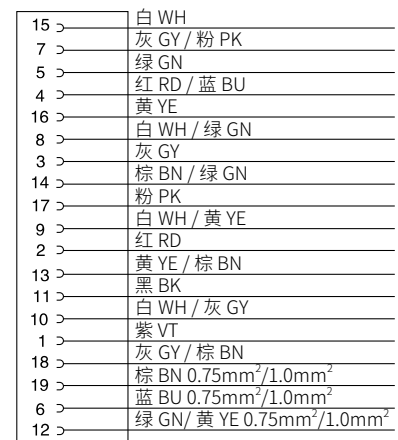 15 白 WH
7 灰 GY / 粉 PK
5 绿 GN
4 红 RD / 蓝 BU
16 黄 YE
8 白 WH / 绿 GN
3 灰 GY
14 棕 BN / 绿 GN
17 粉 PK
9 白 WH / 黄 YE
2 红 RD
13 黄 YE / 棕 BN
11 黑 BK
10 白 WH / 灰 GY
1 紫 VT
18 灰 GY / 棕 BN
19 棕 BN 0.75mm²/1.0mm²
6 蓝 BU 0.75mm²/1.0mm²
12 绿 GN/ 黄 YE 0.75mm²/1.0mm²